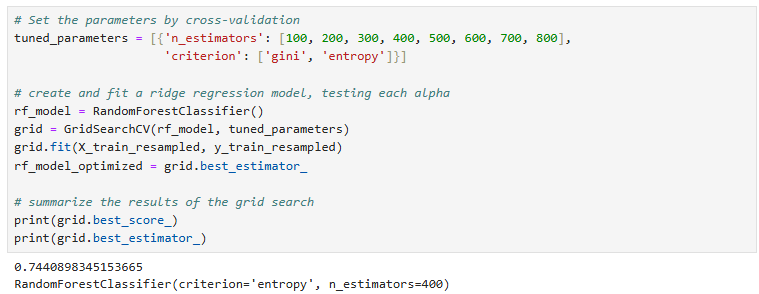 # Set the parameters by cross-validation
tuned_parameters = [{'n_estimators': [100, 200, 300, 400, 500, 600, 700, 800],
                     'criterion': ['gini', 'entropy']}]

# create and fit a ridge regression model, testing each alpha
rf_model = RandomForestClassifier()
grid = GridSearchCV(rf_model, tuned_parameters)
grid.fit(X_train_resampled, y_train_resampled)
rf_model_optimized = grid.best_estimator_

# summarize the results of the grid search
print(grid.best_score_)
print(grid.best_estimator_)
0.7440898345153665
RandomForestClassifier(criterion='entropy', n_estimators=400)